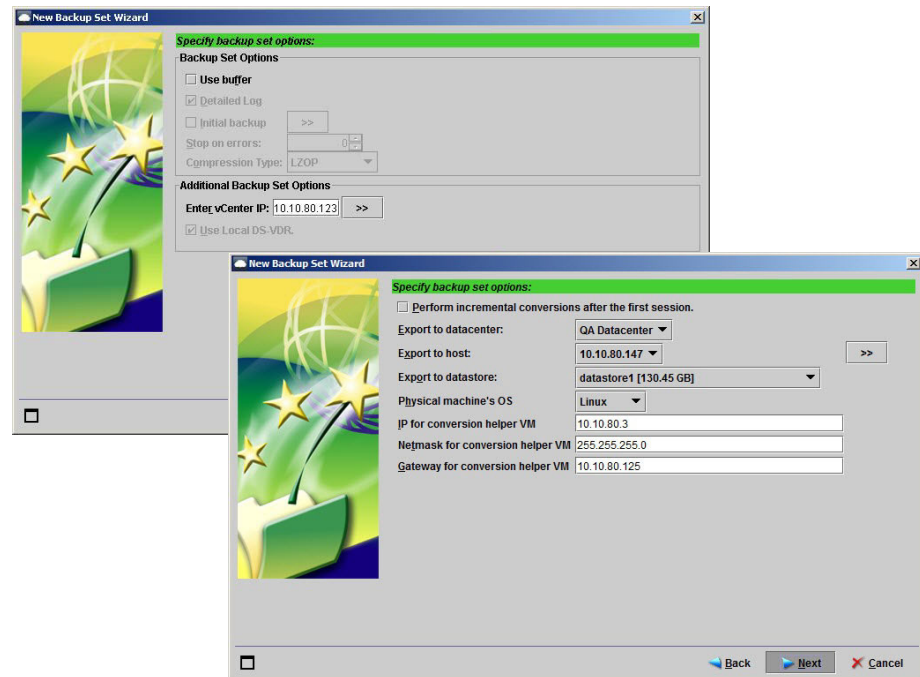 New Backup Set Wizard
Specify backup set options:
Backup Set Options
Use buffer
Detailed Log
Initial backup >>
Stop on errors: 0
Compression Type: LZOP
Additional Backup Set Options
Enter vCenter IP: 10.10.80.123 >>
Use Local DS-VDR.
New Backup Set Wizard
Specify backup set options:
Perform incremental conversions after the first session.
Export to datacenter: QA Datacenter
Export to host: 10.10.80.147 >>
Export to datastore: datastore1 [130.45 GB]
Physical machine's OS Linux
IP for conversion helper VM 10.10.80.3
Netmask for conversion helper VM 255.255.255.0
Gateway for conversion helper VM 10.10.80.125
Back Next Cancel